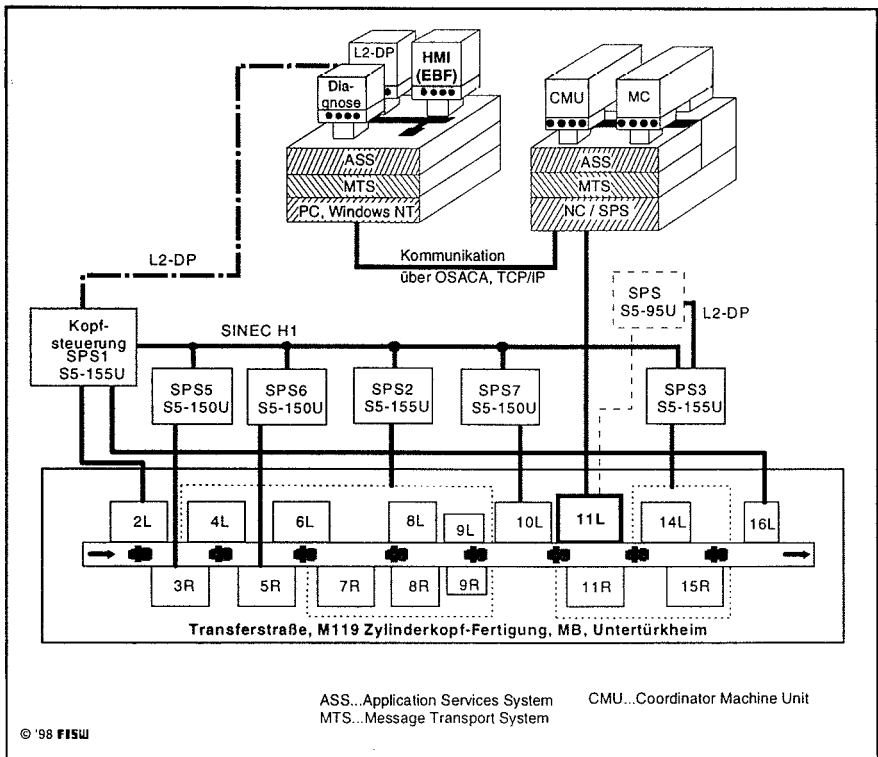 L2-DP
HMI
(EBF)
Dia-
gnose
CMU
MC
ASS
MTS
PC, Windows NT
ASS
MTS
NC / SPS
L2-DP
Kommunikation
über OSACA, TCP/IP
SPS
S5-95U
L2-DP
Kopf-
steuerung
SPS1
S5-155U
SINEC H1
SPS5
S5-150U
SPS6
S5-150U
SPS2
S5-155U
SPS7
S5-150U
SPS3
S5-155U
2L
4L
6L
8L
9L
10L
11L
14L
16L
3R
5R
7R
8R
9R
11R
15R
Transferstraße, M119 Zylinderkopf-Fertigung, MB, Untertürkheim
ASS...Application Services System
CMU...Coordinator Machine Unit
MTS...Message Transport System
© '98 FISW